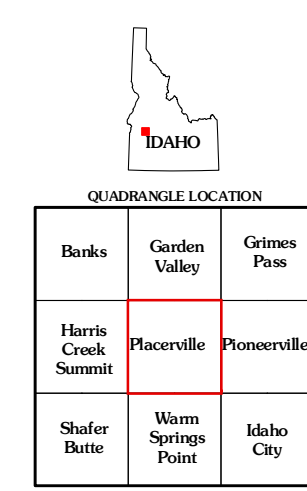 IDAHO
QUADRANGLE LOCATION
Banks
Garden
Valley
Grimes
Pass
Harris
Creek
Summit
Placerville
Pioneerville
Shafer
Butte
Warm
Springs
Point
Idaho
City